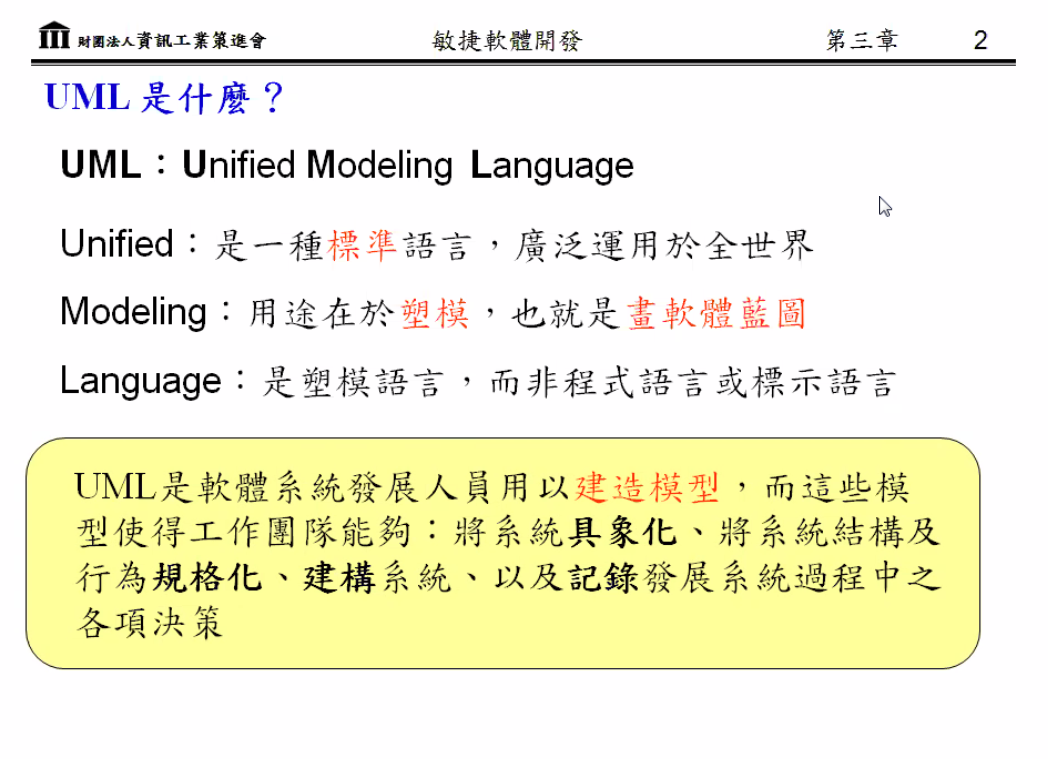 財團法人資訊工業策進會 敏捷軟體開發 第三章 2
UML 是什麼？
UML：Unified Modeling Language
Unified：是一種標準語言，廣泛運用於全世界
Modeling：用途在於塑模，也就是畫軟體藍圖
Language：是塑模語言，而非程式語言或標示語言
UML是軟體系統發展人員用以建造模型，而這些模
型使得工作團隊能夠：將系統具象化、將系統結構及
行為規格化、建構系統、以及記錄發展系統過程中之
各項決策